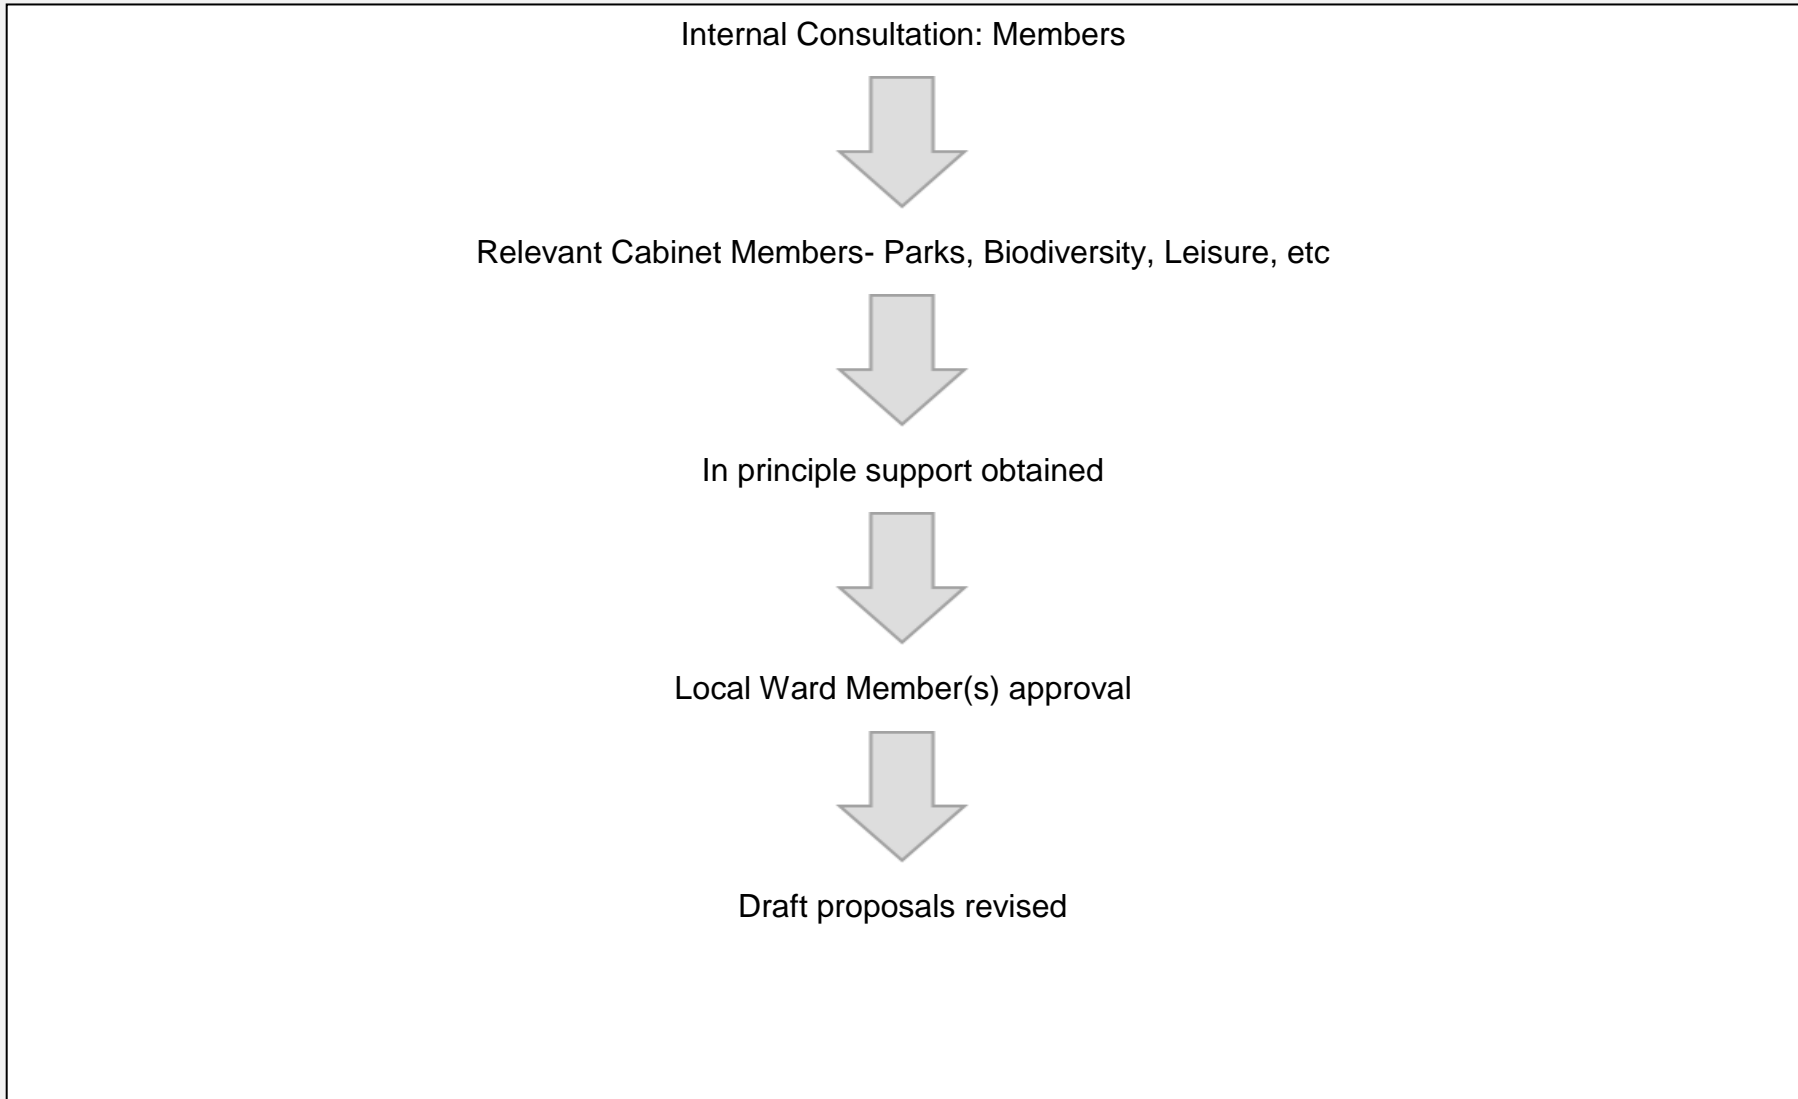 Internal Consultation: Members
Relevant Cabinet Members- Parks, Biodiversity, Leisure, etc
In principle support obtained
Local Ward Member(s) approval
Draft proposals revised